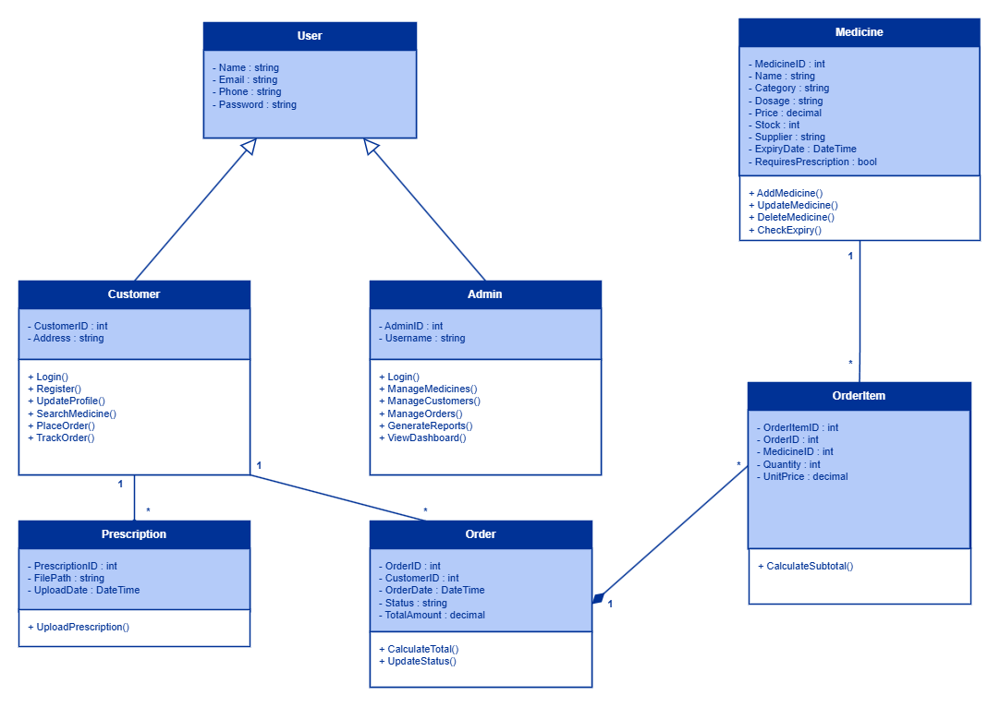 User
- Name : string
- Email : string
- Phone : string
- Password : string
Medicine
- MedicineID : int
- Name : string
- Category : string
- Dosage : string
- Price : decimal
- Stock : int
- Supplier : string
- ExpiryDate : DateTime
- RequiresPrescription : bool
+ AddMedicine()
+ UpdateMedicine()
+ DeleteMedicine()
+ CheckExpiry()
1
*
Customer
- CustomerID : int
- Address : string
+ Login()
+ Register()
+ UpdateProfile()
+ SearchMedicine()
+ PlaceOrder()
+ TrackOrder()
Admin
- AdminID : int
- Username : string
+ Login()
+ ManageMedicines()
+ ManageCustomers()
+ ManageOrders()
+ GenerateReports()
+ ViewDashboard()
OrderItem
- OrderItemID : int
- OrderID : int
- MedicineID : int
- Quantity : int
- UnitPrice : decimal
+ CalculateSubtotal()
1
*
1
*
*
1
Prescription
- PrescriptionID : int
- FilePath : string
- UploadDate : DateTime
+ UploadPrescription()
Order
- OrderID : int
- CustomerID : int
- OrderDate : DateTime
- Status : string
- TotalAmount : decimal
+ CalculateTotal()
+ UpdateStatus()